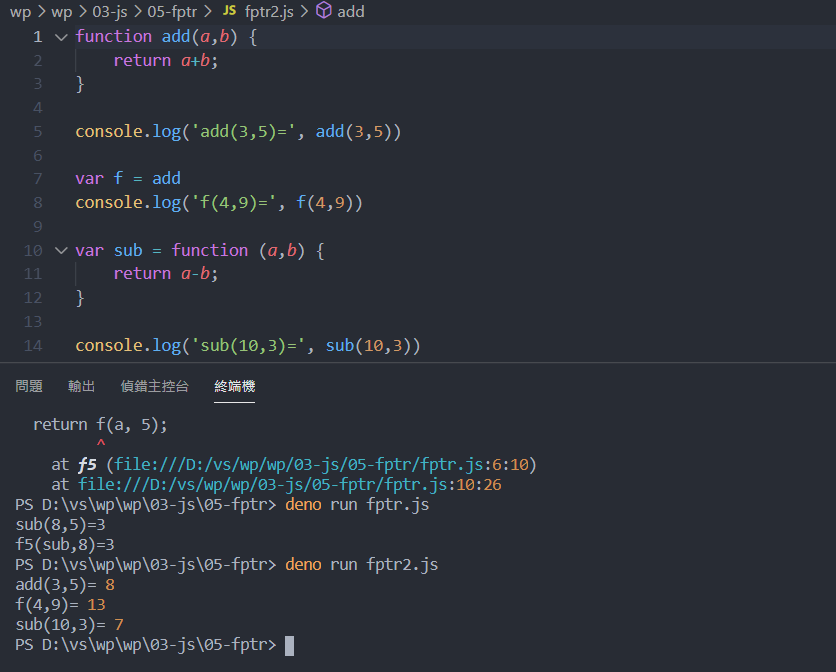 wp > wp > 03-js > 05-fptr > JS fptr2.js > add
1 function add(a,b) {
2 return a+b;
3 }
4
5 console.log('add(3,5)=', add(3,5))
6
7 var f = add
8 console.log('f(4,9)=', f(4,9))
9
10 var sub = function (a,b) {
11 return a-b;
12 }
13
14 console.log('sub(10,3)=', sub(10,3))
問題 輸出 偵錯主控台 終端機
return f(a, 5);
^
at f5 (file:///D:/vs/wp/wp/03-js/05-fptr/fptr.js:6:10)
at file:///D:/vs/wp/wp/03-js/05-fptr/fptr.js:10:26
PS D:\vs\wp\wp\03-js\05-fptr> deno run fptr.js
sub(8,5)=3
f5(sub,8)=3
PS D:\vs\wp\wp\03-js\05-fptr> deno run fptr2.js
add(3,5)= 8
f(4,9)= 13
sub(10,3)= 7
PS D:\vs\wp\wp\03-js\05-fptr>